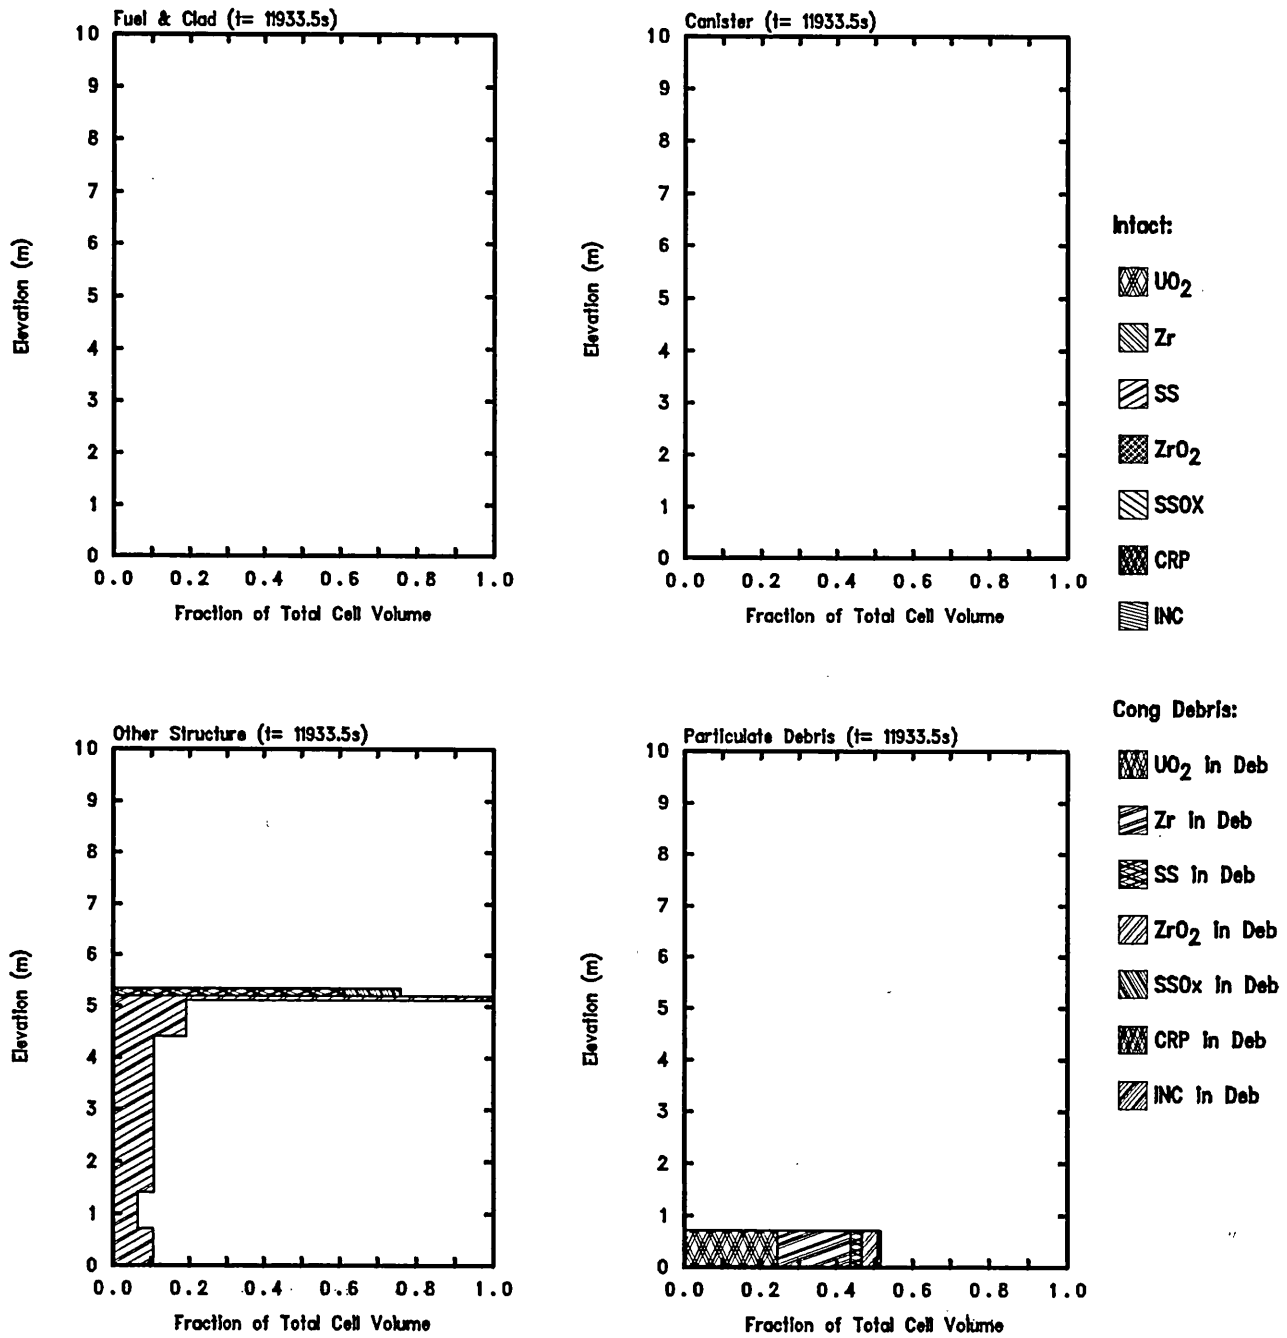 Fuel & Clad (t= 11933.5s)
10
9
8
7
6
5
4
3
2
1
0
Elevation (m)
0.0 0.2 0.4 0.6 0.8 1.0
Fraction of Total Cell Volume
Canister (t= 11933.5s)
10
9
8
7
6
5
4
3
2
1
0
Elevation (m)
0.0 0.2 0.4 0.6 0.8 1.0
Fraction of Total Cell Volume
Intact:
UO2
Zr
SS
ZrO2
SSOX
CRP
INC
Other Structure (t= 11933.5s)
10
9
8
7
6
5
4
3
2
1
0
Elevation (m)
0.0 0.2 0.4 0.6 0.8 1.0
Fraction of Total Cell Volume
Particulate Debris (t= 11933.5s)
10
9
8
7
6
5
4
3
2
1
0
Elevation (m)
0.0 0.2 0.4 0.6 0.8 1.0
Fraction of Total Cell Volume
Cong Debris:
UO2 in Deb
Zr in Deb
SS in Deb
ZrO2 in Deb
SSOx in Deb
CRP in Deb
INC in Deb